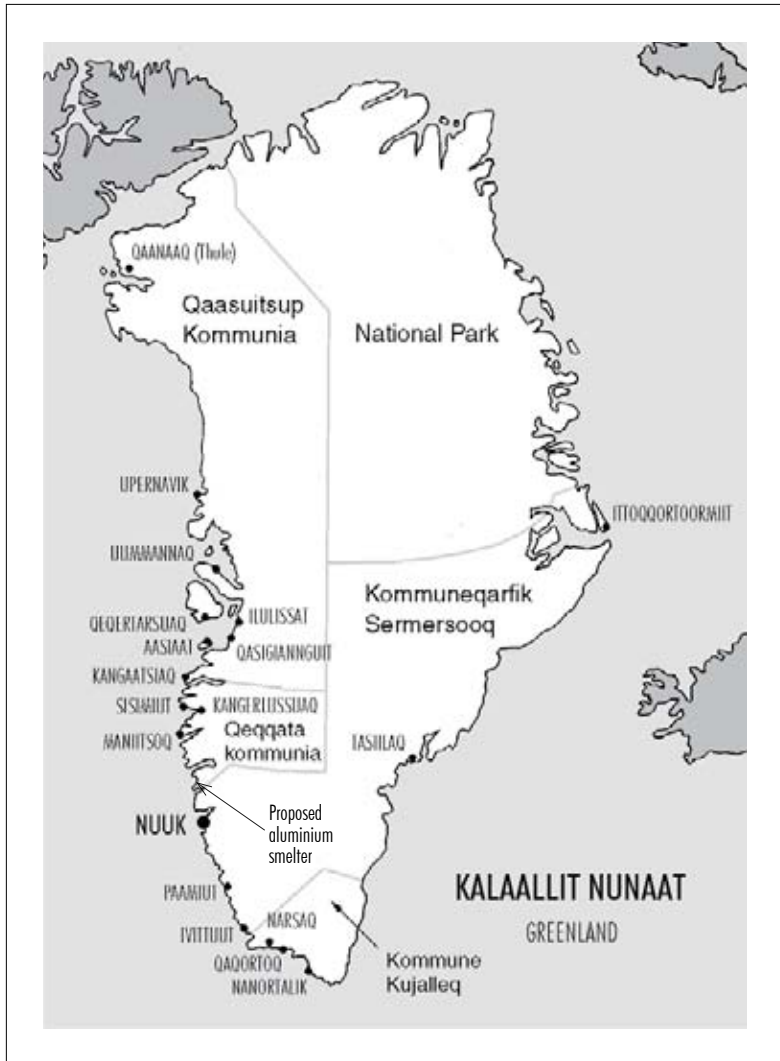 QAANAAQ (Thule)
Qaasuitsup
Kommunia
National Park
UPERNAVIK
ITTOQQORTOORMIIT
UUMMANNAQ
Kommuneqarfik
Sermersooq
QEQERTARSUAQ
ILULISSAT
AASIAAT
QASIGIANNGUIT
KANGAATSIAQ
SISIMIUT
KANGERLUSSUAQ
MANIITSOQ
Qeqqata
kommunia
TASIILAQ
Proposed
aluminium
smelter
NUUK
PAAMIUT
KALAALLIT NUNAAT
GREENLAND
IVITTUUT
NARSAQ
QAQORTOQ
NANORTALIK
Kommune
Kujalleq